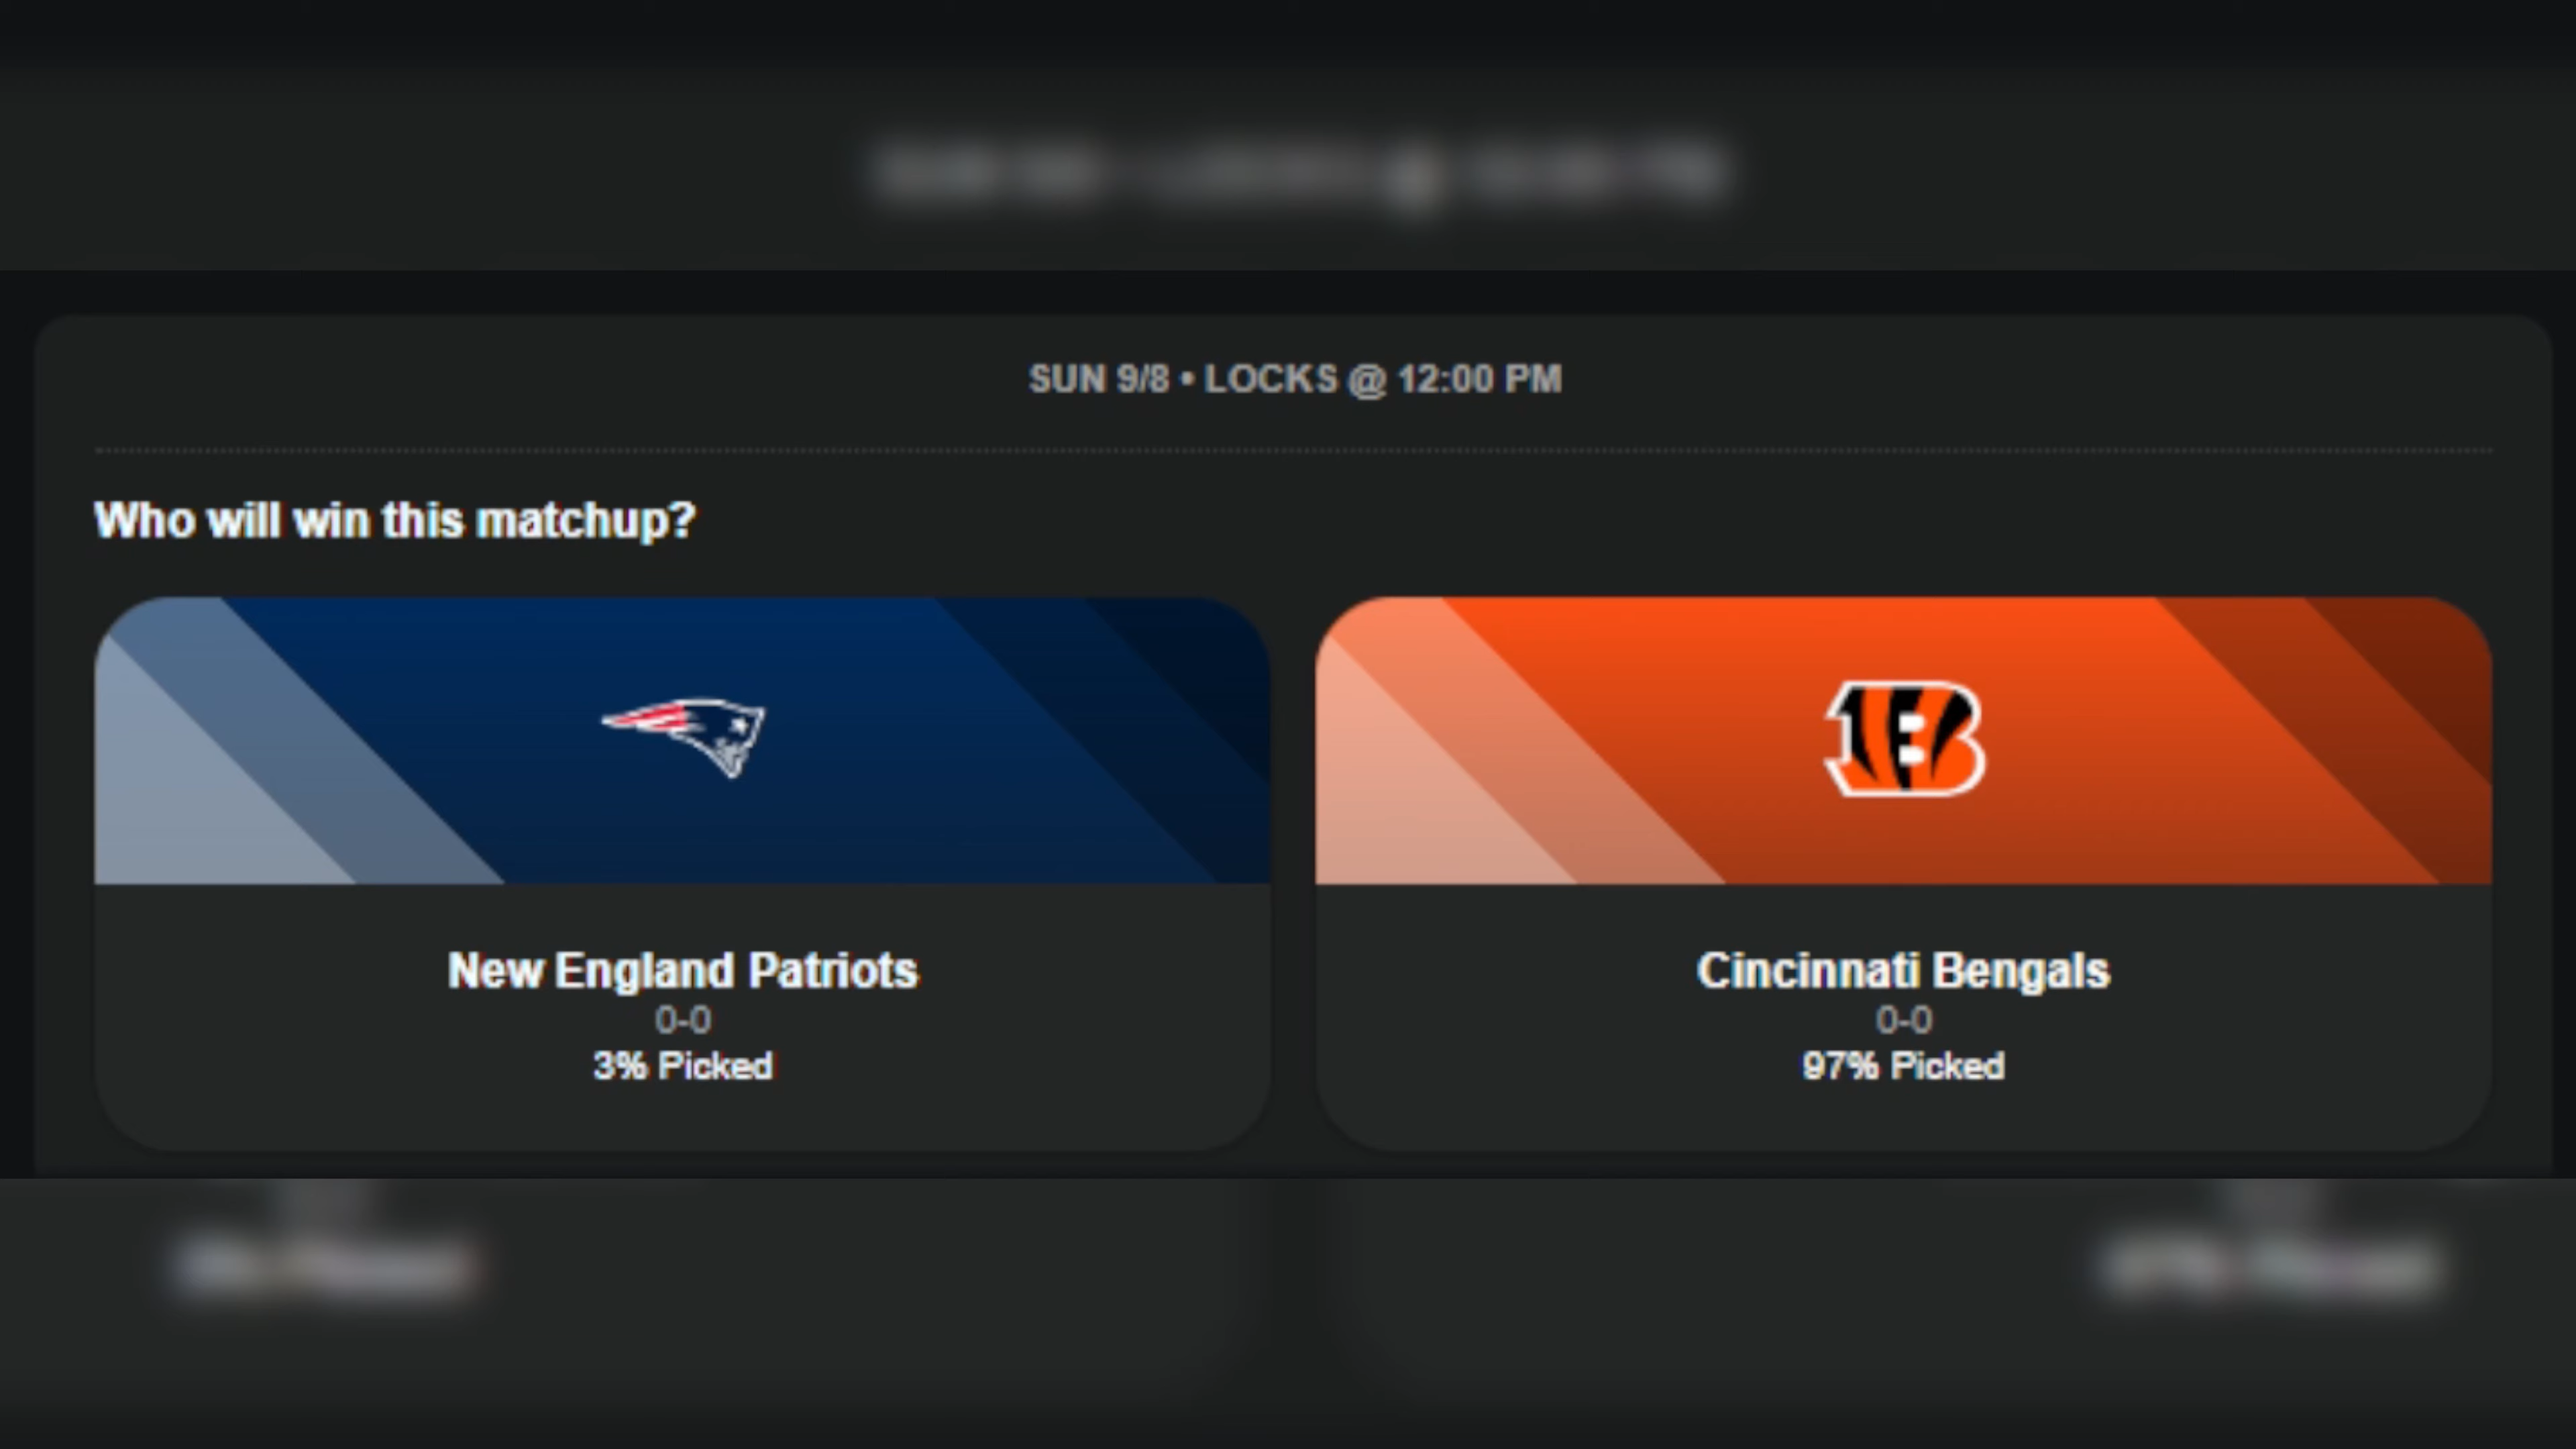 SUN 9/8 • LOCKS @ 12:00 PM
Who will win this matchup?
New England Patriots
0-0
3% Picked
Cincinnati Bengals
0-0
97% Picked